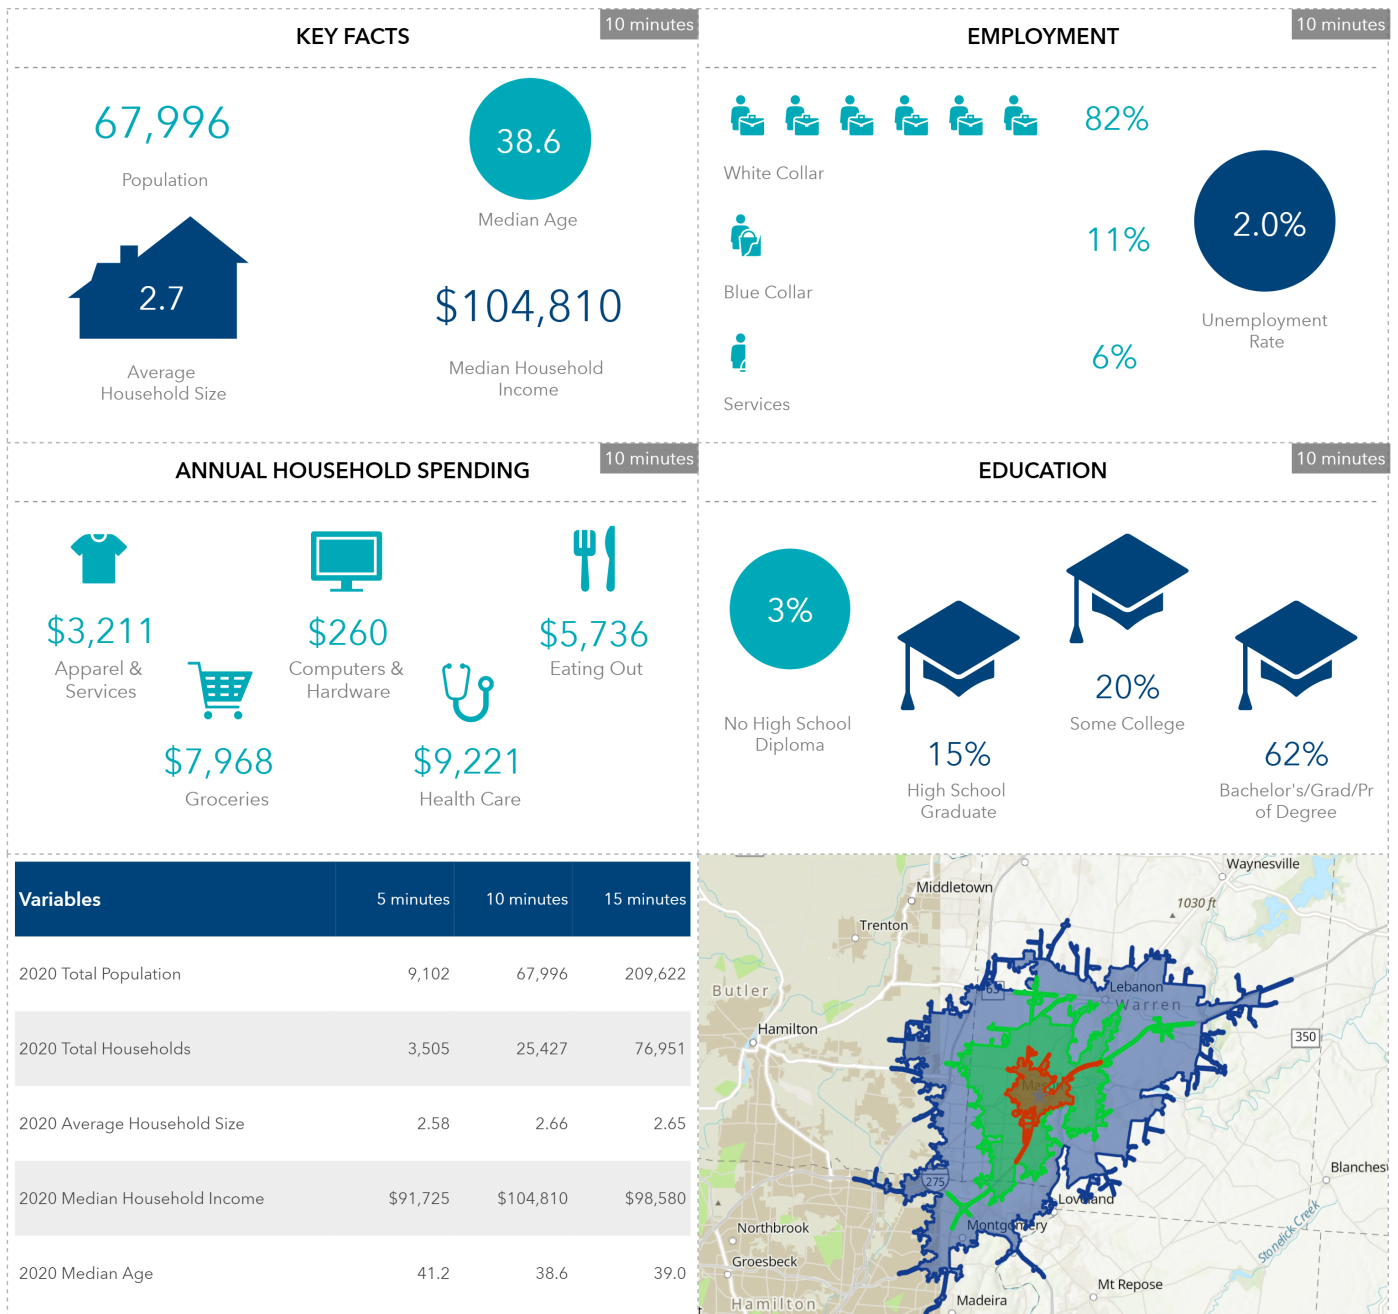 KEY FACTS
10 minutes
67,996
Population
38.6
Median Age
2.7
Average
Household Size
$104,810
Median Household
Income
EMPLOYMENT
10 minutes
82%
White Collar
11%
Blue Collar
6%
Services
2.0%
Unemployment
Rate
ANNUAL HOUSEHOLD SPENDING
10 minutes
$3,211
Apparel &
Services
$260
Computers &
Hardware
$5,736
Eating Out
$7,968
Groceries
$9,221
Health Care
EDUCATION
10 minutes
3%
No High School
Diploma
15%
High School
Graduate
20%
Some College
62%
Bachelor's/Grad/Pr
of Degree
Variables 5 minutes 10 minutes 15 minutes
2020 Total Population 9,102 67,996 209,622
2020 Total Households 3,505 25,427 76,951
2020 Average Household Size 2.58 2.66 2.65
2020 Median Household Income $91,725 $104,810 $98,580
2020 Median Age 41.2 38.6 39.0
Waynesville
Middletown
1030 ft
Trenton
Butler
63
Lebanon
Warren
Hamilton
350
275
Blanches
Loveland
Northbrook
Montgomery
Stonelick Creek
Groesbeck
Mt Repose
Hamilton
Madeira